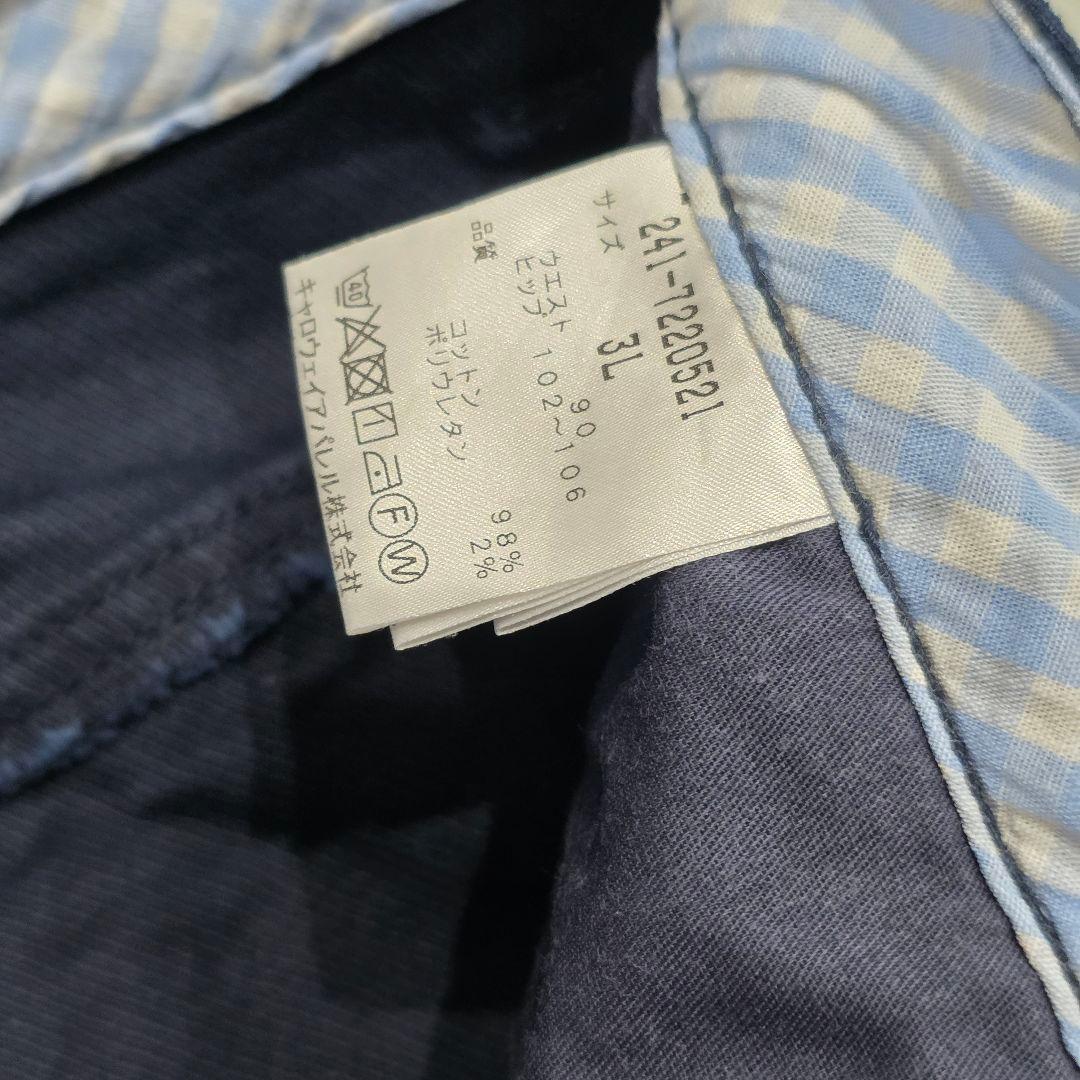 241-7220521
サイズ 3L
ウエスト 90
ヒップ 102~106
品質
コットン 98%
ポリウレタン 2%
40
F W
キャロウェイアパレル株式会社